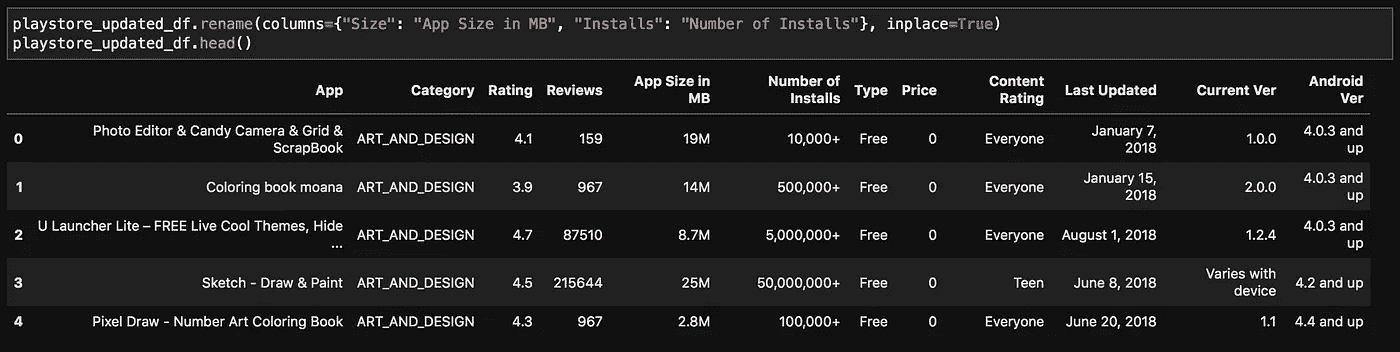 playstore_updated_df.rename(columns={"Size": "App Size in MB", "Installs": "Number of Installs"}, inplace=True)
playstore_updated_df.head()
App Category Rating Reviews App Size in MB Number of Installs Type Price Content Rating Last Updated Current Ver Android Ver
0 Photo Editor & Candy Camera & Grid & ScrapBook ART_AND_DESIGN 4.1 159 19M 10,000+ Free 0 Everyone January 7, 2018 1.0.0 4.0.3 and up
1 Coloring book moana ART_AND_DESIGN 3.9 967 14M 500,000+ Free 0 Everyone January 15, 2018 2.0.0 4.0.3 and up
2 U Launcher Lite – FREE Live Cool Themes, Hide ... ART_AND_DESIGN 4.7 87510 8.7M 5,000,000+ Free 0 Everyone August 1, 2018 1.2.4 4.0.3 and up
3 Sketch - Draw & Paint ART_AND_DESIGN 4.5 215644 25M 50,000,000+ Free 0 Teen June 8, 2018 Varies with device 4.2 and up
4 Pixel Draw - Number Art Coloring Book ART_AND_DESIGN 4.3 967 2.8M 100,000+ Free 0 Everyone June 20, 2018 1.1 4.4 and up